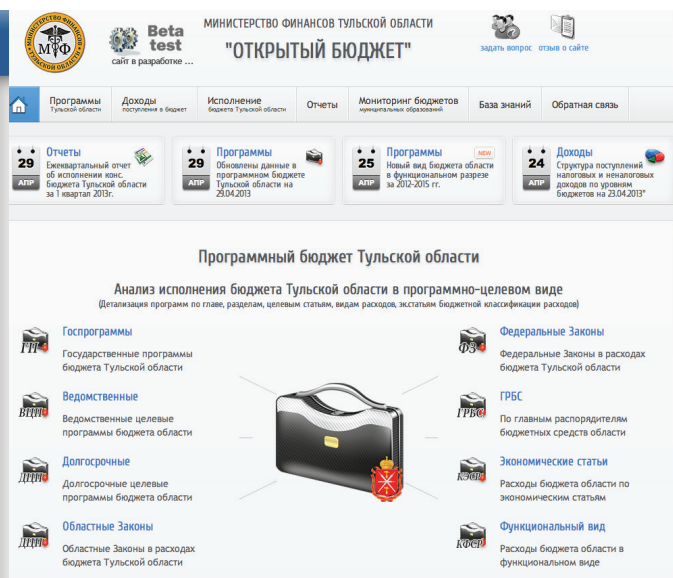 МИНИСТЕРСТВО ФИНАНСОВ
МФ
ТУЛЬСКОЙ ОБЛАСТИ
Beta
test
сайт в разработке ...
МИНИСТЕРСТВО ФИНАНСОВ ТУЛЬСКОЙ ОБЛАСТИ
"ОТКРЫТЫЙ БЮДЖЕТ"
задать вопрос отзыв о сайте
Программы
Тульской области
Доходы
поступления в бюджет
Исполнение
бюджета Тульской области
Отчеты
Мониторинг бюджетов
муниципальных образований
База знаний
Обратная связь
29
АПР
Отчеты
Ежеквартальный отчет
об исполнении конс.
бюджета Тульской области
за 1 квартал 2013г.
29
АПР
Программы
Обновлены данные в
программном бюджете
Тульской области на
29.04.2013
25
АПР
Программы
NEW
Новый вид бюджета области
в функциональном разрезе
за 2012-2015 гг.
24
АПР
Доходы
Структура поступлений
налоговых и неналоговых
доходов по уровням
бюджетов на 23.04.2013"
Программный бюджет Тульской области
Анализ исполнения бюджета Тульской области в программно-целевом виде
(Детализация программ по главе, разделам, целевым статьям, видам расходов, эк.статьям бюджетной классификации расходов)
ГП
Госпрограммы
Государственные программы
бюджета Тульской области
ВЦП
Ведомственные
Ведомственные целевые
программы бюджета области
ДЦП
Долгосрочные
Долгосрочные целевые
программы бюджета области
ДЦП
Областные Законы
Областные Законы в расходах
бюджета Тульской области
ФЗ
Федеральные Законы
Федеральные Законы в расходах
бюджета Тульской области
ГРБС
ГРБС
По главным распорядителям
бюджетных средств области
КЭСР
Экономические статьи
Расходы бюджета области по
экономическим статьям
КФСР
Функциональный вид
Расходы бюджета области в
функциональном виде